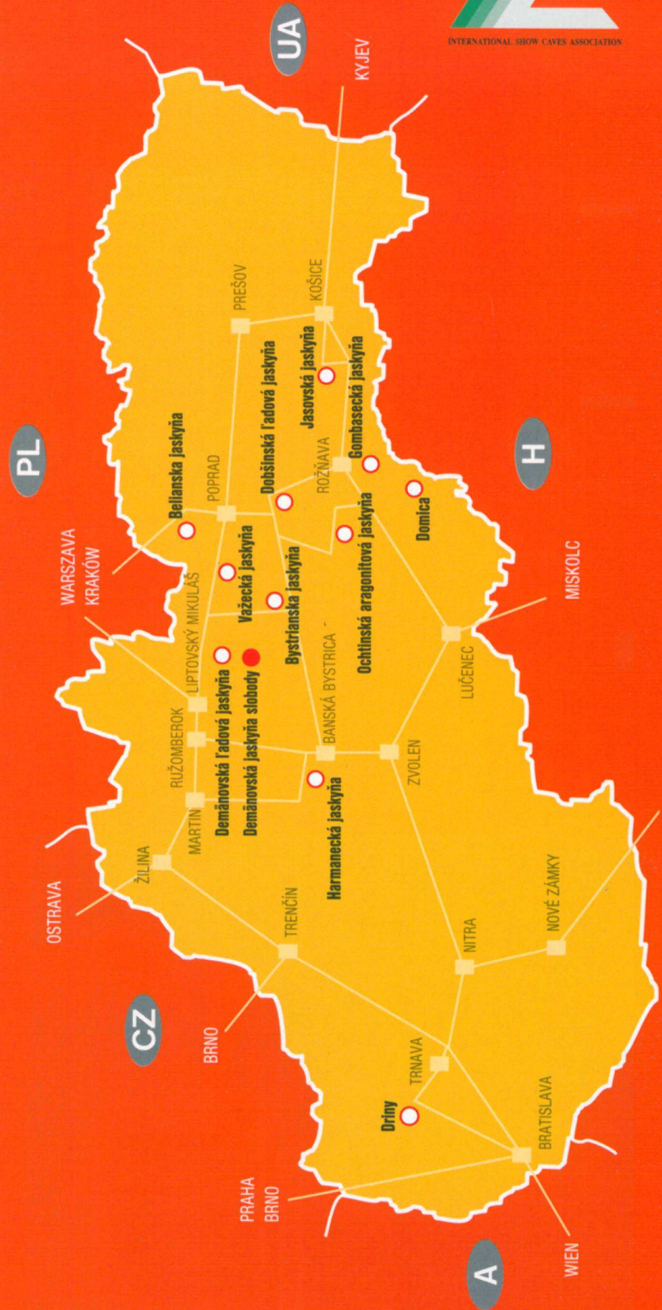 PL
UA
CZ
H
A
WARSZAVA
KRAKÓW
OSTRAVA
BRNO
PRAHA
BRNO
WIEN
MISKOLC
KYJEV
ŽILINA
MARTIN
RUŽOMBEROK
LIPTOVSKÝ MIKULÁŠ
POPRAD
PREŠOV
KOŠICE
ROŽŇAVA
BANSKÁ BYSTRICA
ZVOLEN
LUČENEC
TRENČÍN
NITRA
NOVÉ ZÁMKY
TRNAVA
BRATISLAVA
Belianska jaskyňa
Važecká jaskyňa
Dobšinská ľadová jaskyňa
Bystrianska jaskyňa
Demänovská ľadová jaskyňa
Demänovská jaskyňa slobody
Harmanecká jaskyňa
Jasovská jaskyňa
Gombasecká jaskyňa
Ochtinská aragonitová jaskyňa
Domica
Driny
INTERNATIONAL SHOW CAVES ASSOCIATION